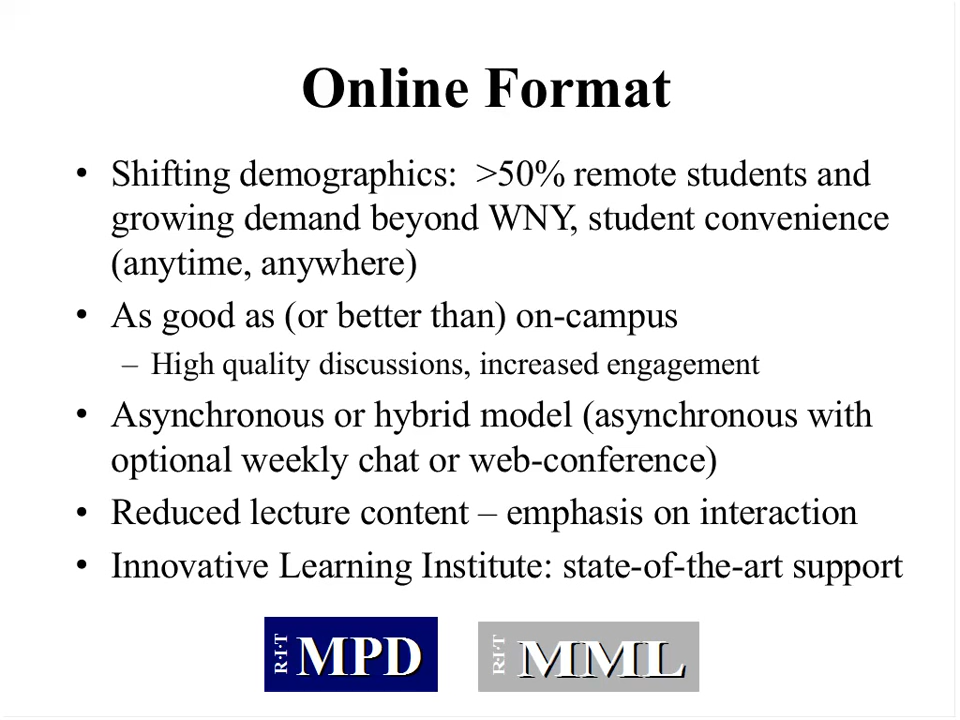 Online Format
• Shifting demographics:  >50% remote students and
growing demand beyond WNY, student convenience
(anytime, anywhere)
• As good as (or better than) on-campus
– High quality discussions, increased engagement
• Asynchronous or hybrid model (asynchronous with
optional weekly chat or web-conference)
• Reduced lecture content – emphasis on interaction
• Innovative Learning Institute: state-of-the-art support
R·I·T MPD
R·I·T MML